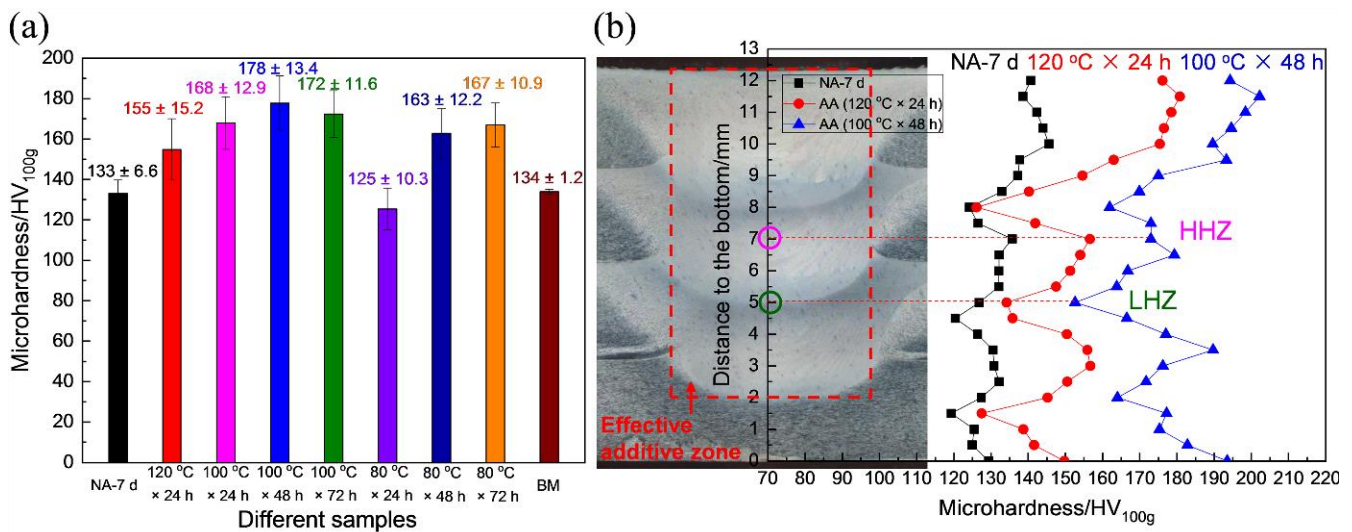 (a)
Microhardness/HV100g
200
180
160
140
120
100
80
60
40
20
0
133 ± 6.6
155 ± 15.2
168 ± 12.9
178 ± 13.4
172 ± 11.6
125 ± 10.3
163 ± 12.2
167 ± 10.9
134 ± 1.2
NA-7 d
120 °C
× 24 h
100 °C
× 24 h
100 °C
× 48 h
100 °C
× 72 h
80 °C
× 24 h
80 °C
× 48 h
80 °C
× 72 h
BM
Different samples
(b)
NA-7 d 120 °C × 24 h 100 °C × 48 h
NA-7 d
AA (120 °C × 24 h)
AA (100 °C × 48 h)
Distance to the bottom/mm
13
12
11
10
9
8
7
6
5
4
3
2
1
0
HHZ
LHZ
Effective
additive zone
70 80 90 100 110 120 130 140 150 160 170 180 190 200 210 220
Microhardness/HV100g